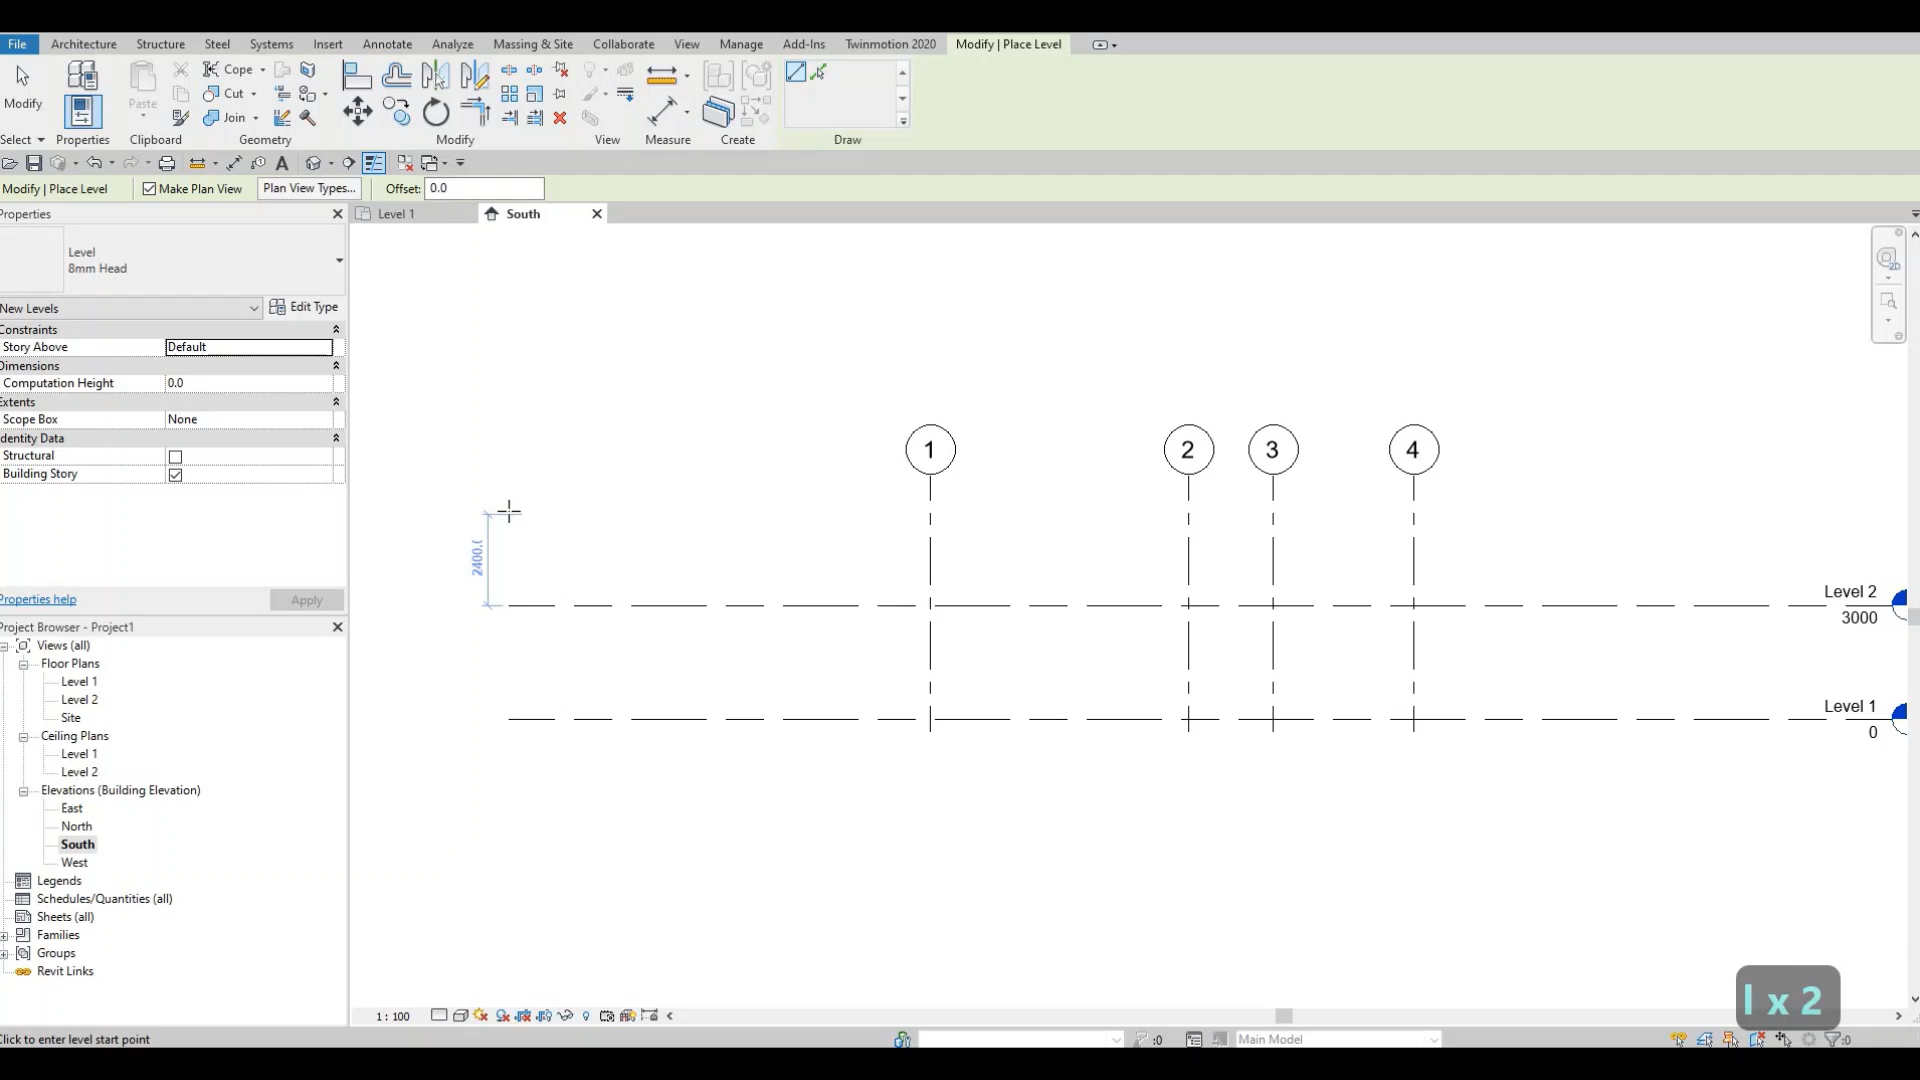 File Architecture Structure Steel Systems Insert Annotate Analyze Massing & Site Collaborate View Manage Add-Ins Twinmotion 2020 Modify | Place Level
Modify
Paste
Cope
Cut
Join
Select Properties Clipboard Geometry Modify View Measure Create Draw
Modify | Place Level Make Plan View Plan View Types... Offset: 0.0
Properties
Level 1
South
Level
8mm Head
New Levels
Edit Type
Constraints
Story Above Default
Dimensions
Computation Height 0.0
Extents
Scope Box None
Identity Data
Structural
Building Story
Properties help
Apply
Project Browser - Project1
Views (all)
Floor Plans
Level 1
Level 2
Site
Ceiling Plans
Level 1
Level 2
Elevations (Building Elevation)
East
North
South
West
Legends
Schedules/Quantities (all)
Sheets (all)
Families
Groups
Revit Links
1 2 3 4
2400.(
Level 2
3000
Level 1
0
2D
l x 2
1 : 100
Click to enter level start point
:0
Main Model
:0